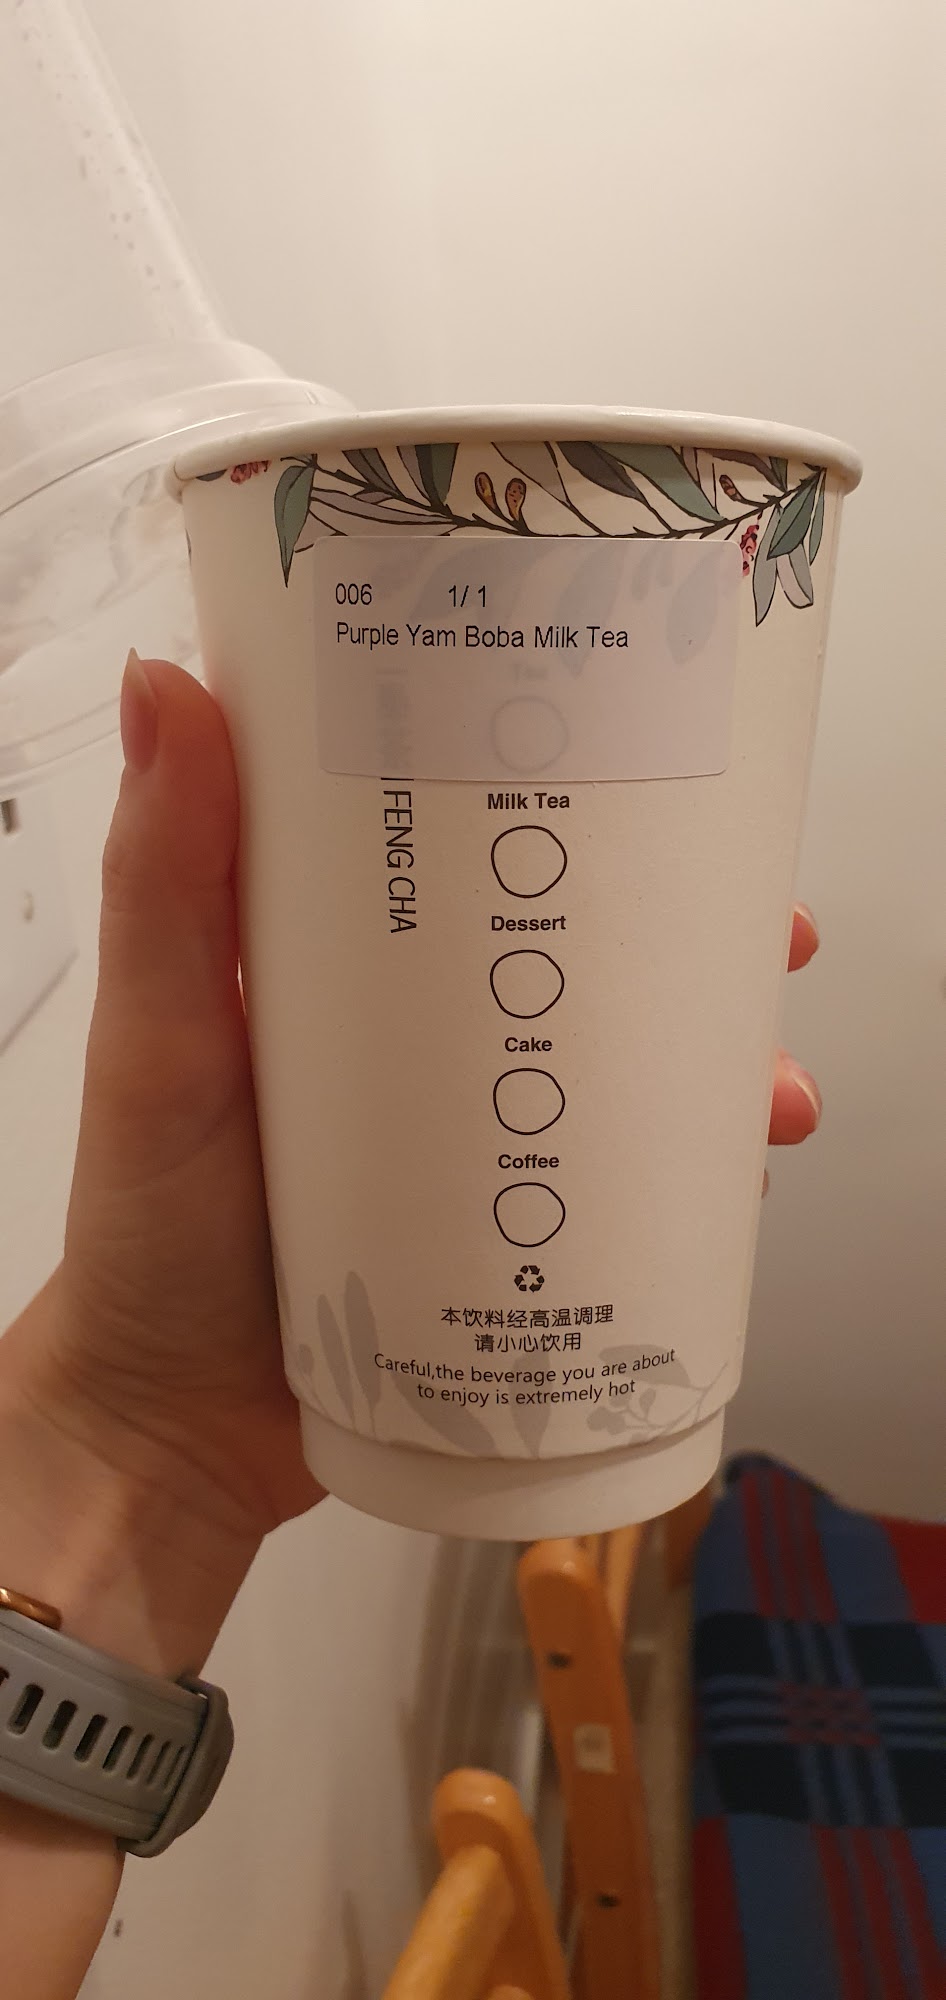 006 1/1
Purple Yam Boba Milk Tea
Tea
FENG CHA
Milk Tea
Dessert
Cake
Coffee
本饮料经高温调理
请小心饮用
Careful,the beverage you are about
to enjoy is extremely hot